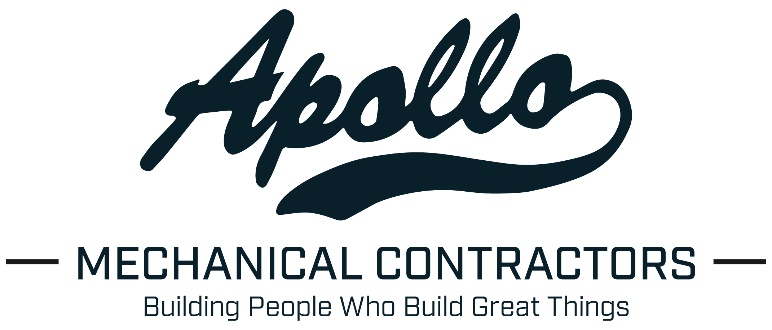 Apollo
MECHANICAL CONTRACTORS
Building People Who Build Great Things